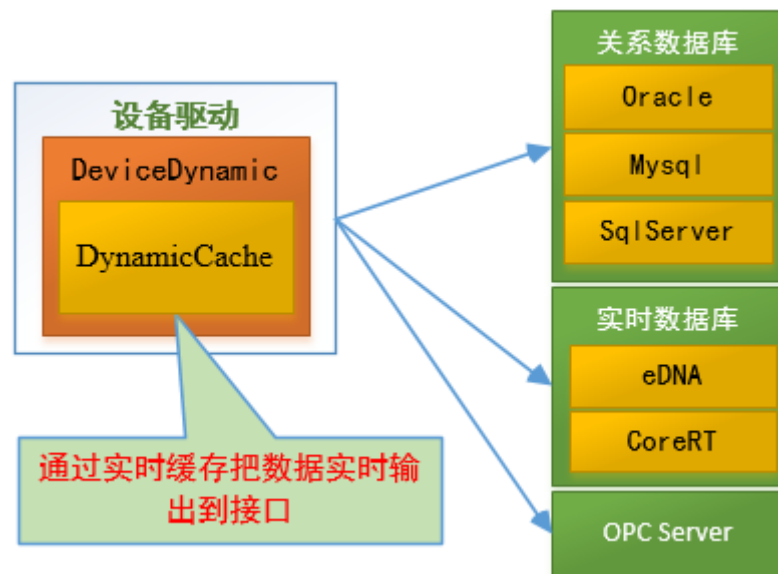 设备驱动
DeviceDynamic
DynamicCache
通过实时缓存把数据实时输
出到接口
关系数据库
Oracle
Mysql
SqlServer
实时数据库
eDNA
CoreRT
OPC Server